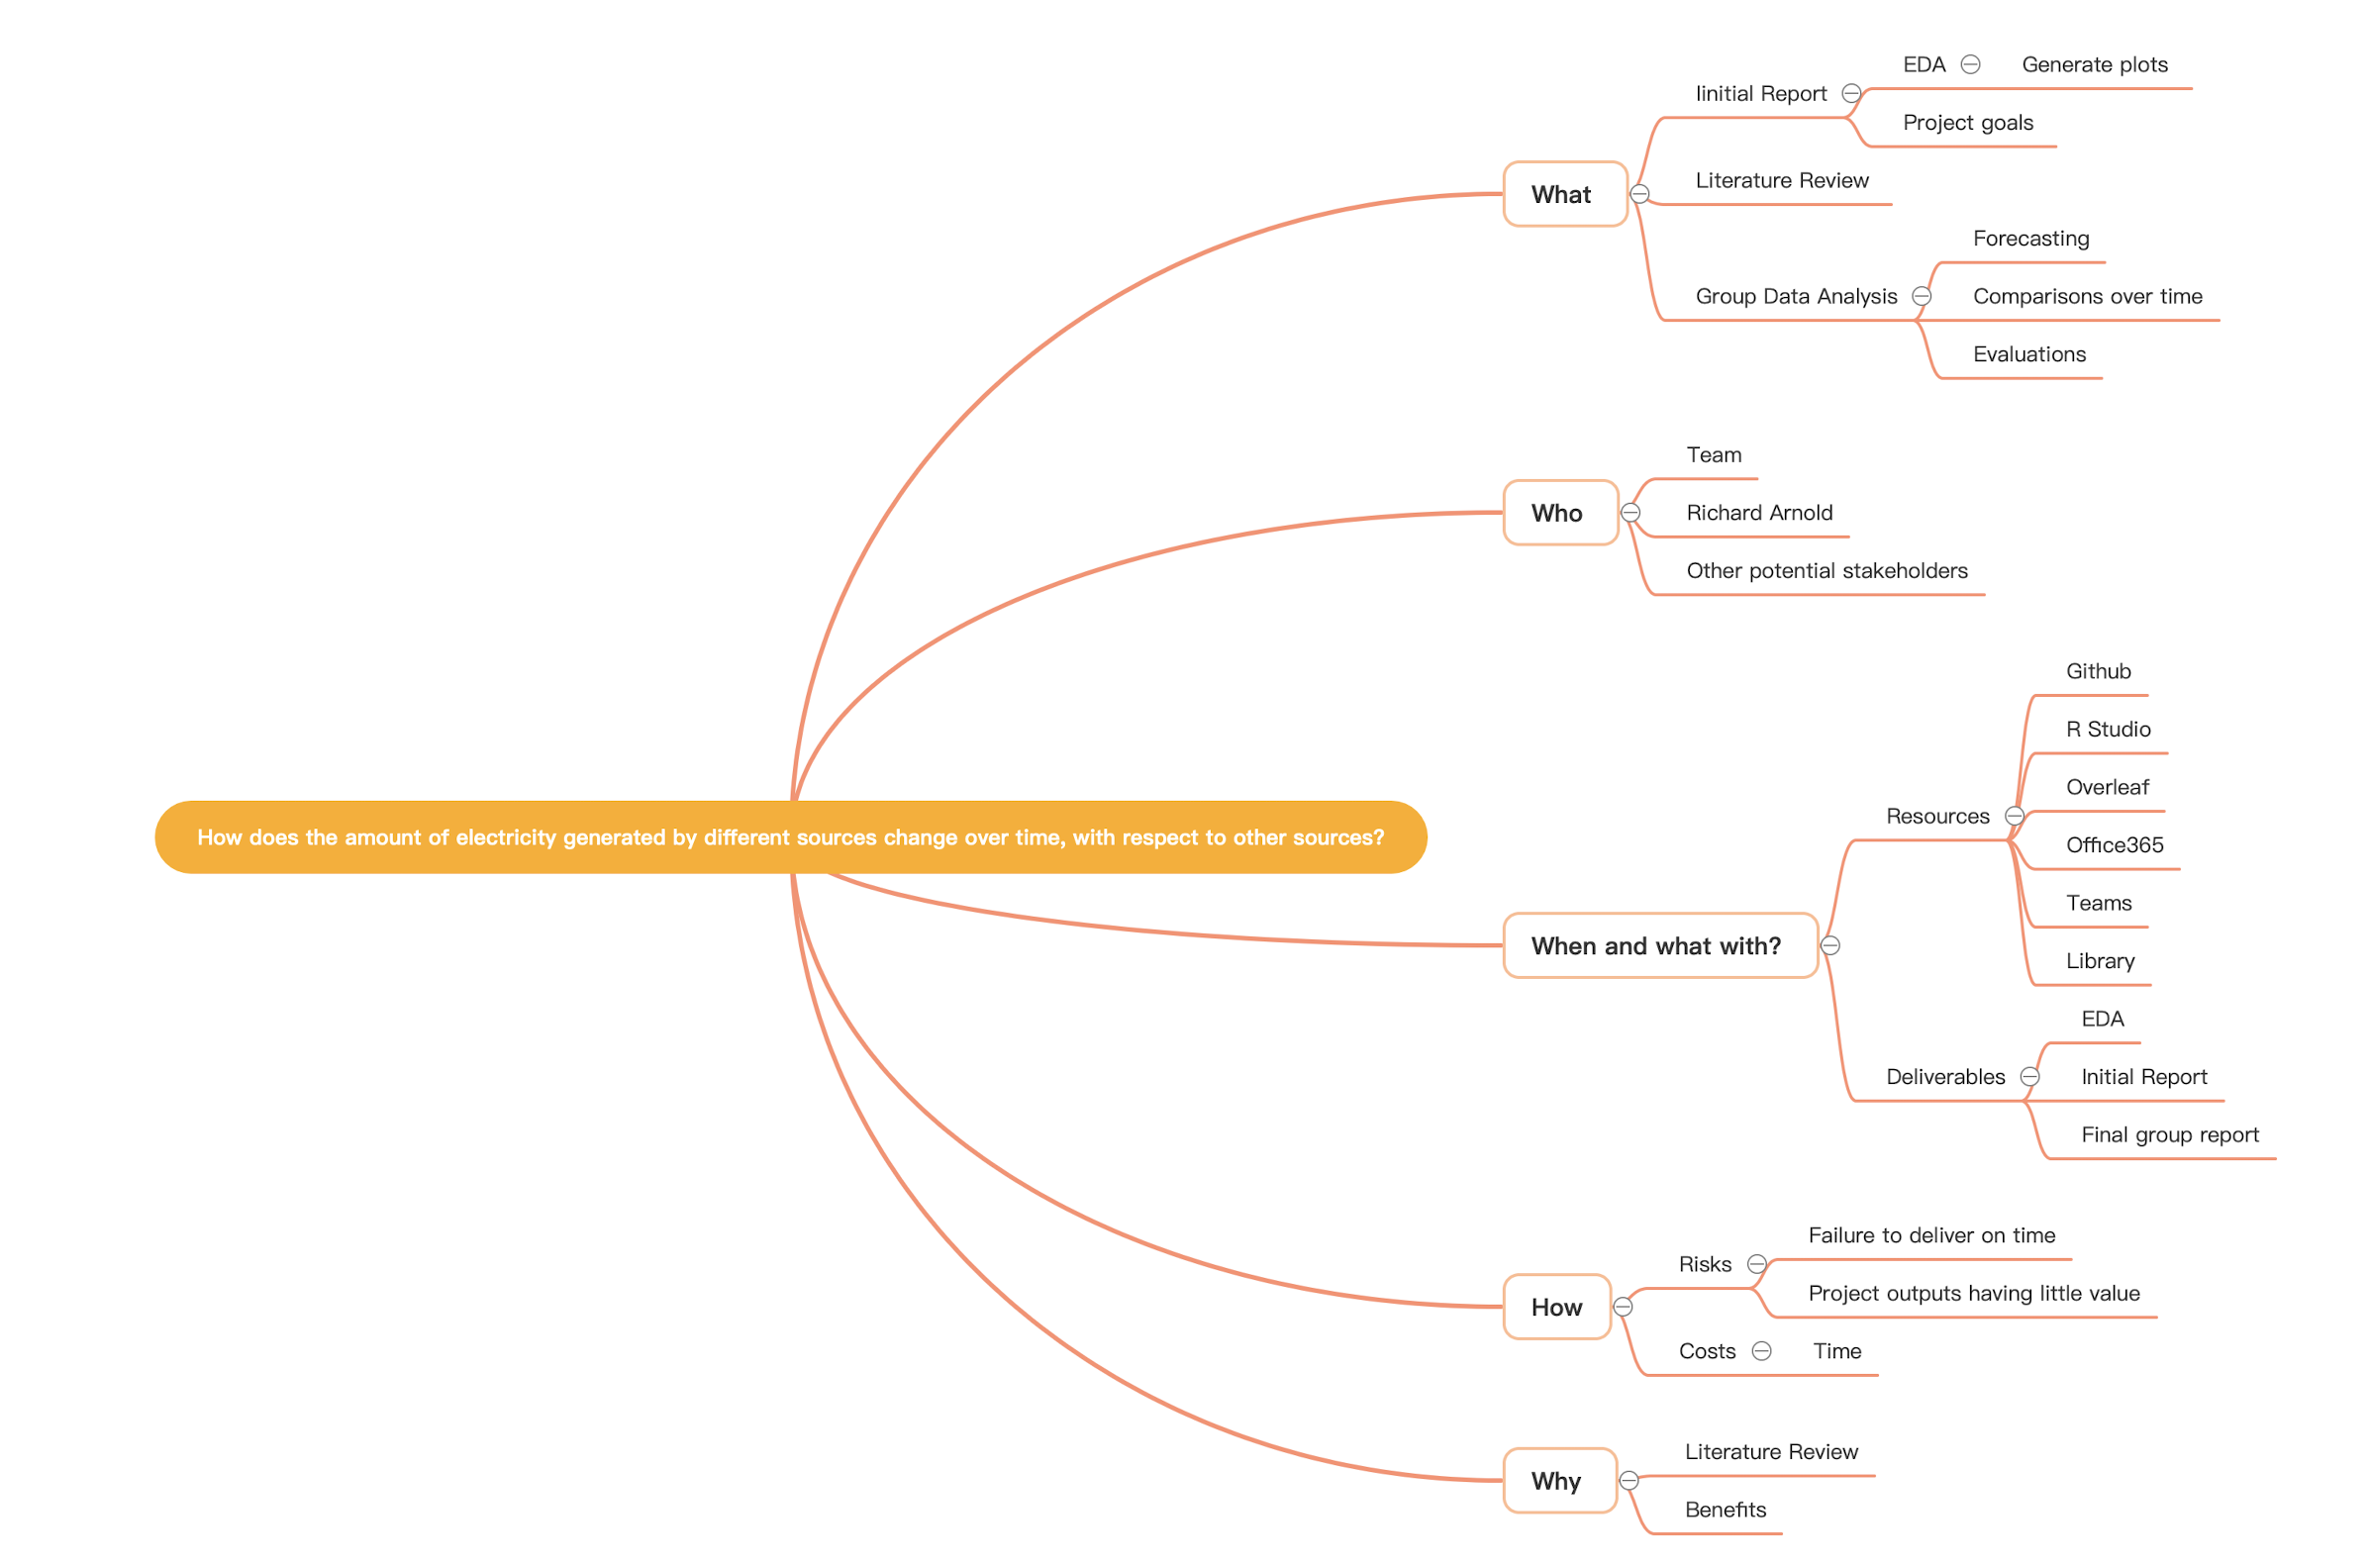 How does the amount of electricity generated by different sources change over time, with respect to other sources?
What
Iinitial Report
EDA
Generate plots
Project goals
Literature Review
Group Data Analysis
Forecasting
Comparisons over time
Evaluations
Who
Team
Richard Arnold
Other potential stakeholders
When and what with?
Resources
Github
R Studio
Overleaf
Office365
Teams
Library
Deliverables
EDA
Initial Report
Final group report
How
Risks
Failure to deliver on time
Project outputs having little value
Costs
Time
Why
Literature Review
Benefits